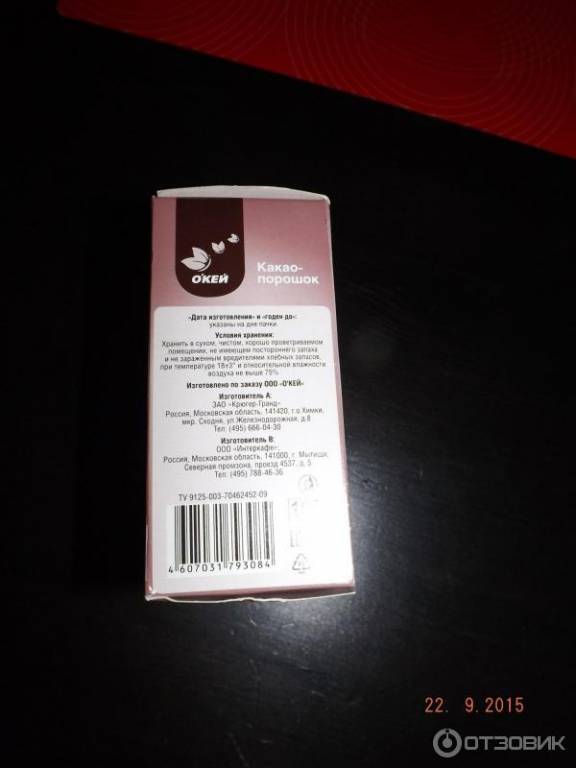 О'КЕЙ
Какао-
порошок
«Дата изготовления» и «годен до»:
указаны на дне пачки.
Условия хранения:
Хранить в сухом, чистом, хорошо проветриваемом
помещении, не имеющем постороннего запаха
и не зараженным вредителями хлебных запасов,
при температуре 18±3° и относительной влажности
воздуха не выше 75%
Изготовлено по заказу ООО «О'КЕЙ»
Изготовитель А:
ЗАО «Крюгер-Гранд»
Россия, Московская область, 141420, г.о.Химки,
мкр. Сходня, ул.Железнодорожная, д.8
Тел: (495) 666-04-39
Изготовитель В:
ООО «Интеркафе»:
Россия, Московская область, 141000, г. Мытищи,
Северная промзона, проезд 4537, д. 5
Тел: (495) 788-46-36
ТУ 9125-003-70462452-09
4 607031 793084
22. 9.2015
ОТЗОВИК